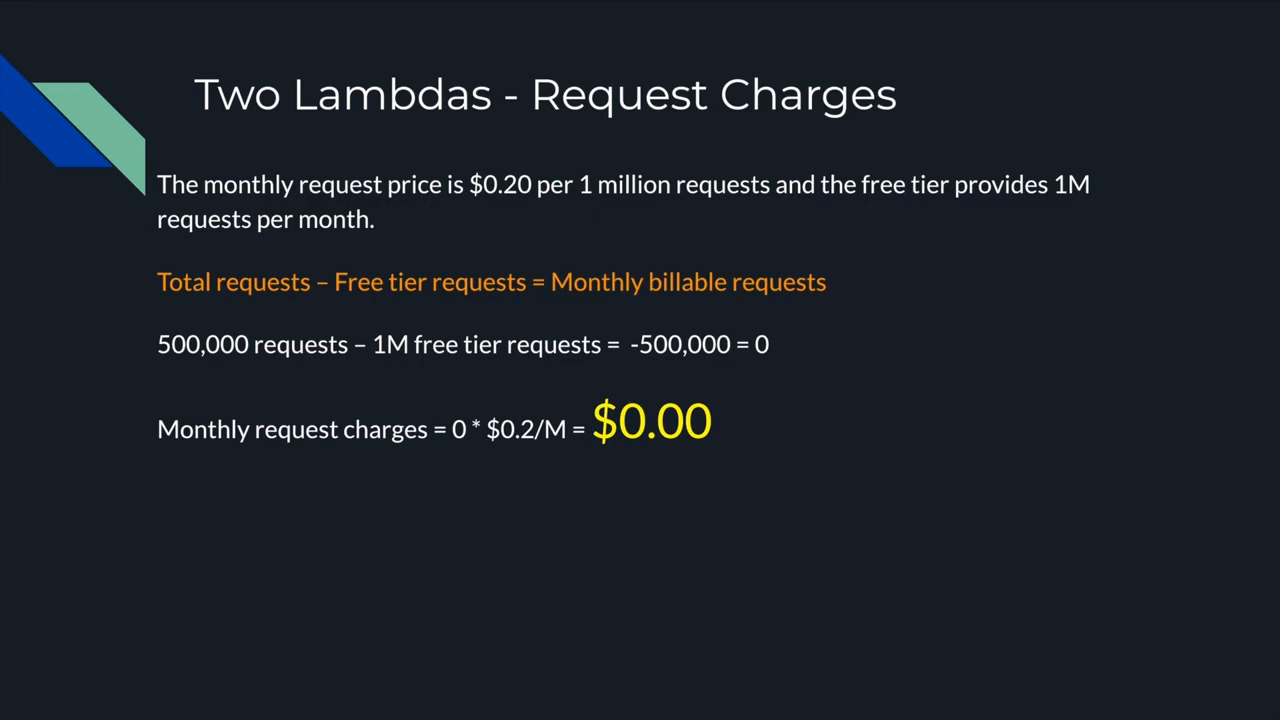 Two Lambdas - Request Charges
The monthly request price is $0.20 per 1 million requests and the free tier provides 1M
requests per month.
Total requests – Free tier requests = Monthly billable requests
500,000 requests – 1M free tier requests = -500,000 = 0
Monthly request charges = 0 * $0.2/M = $0.00